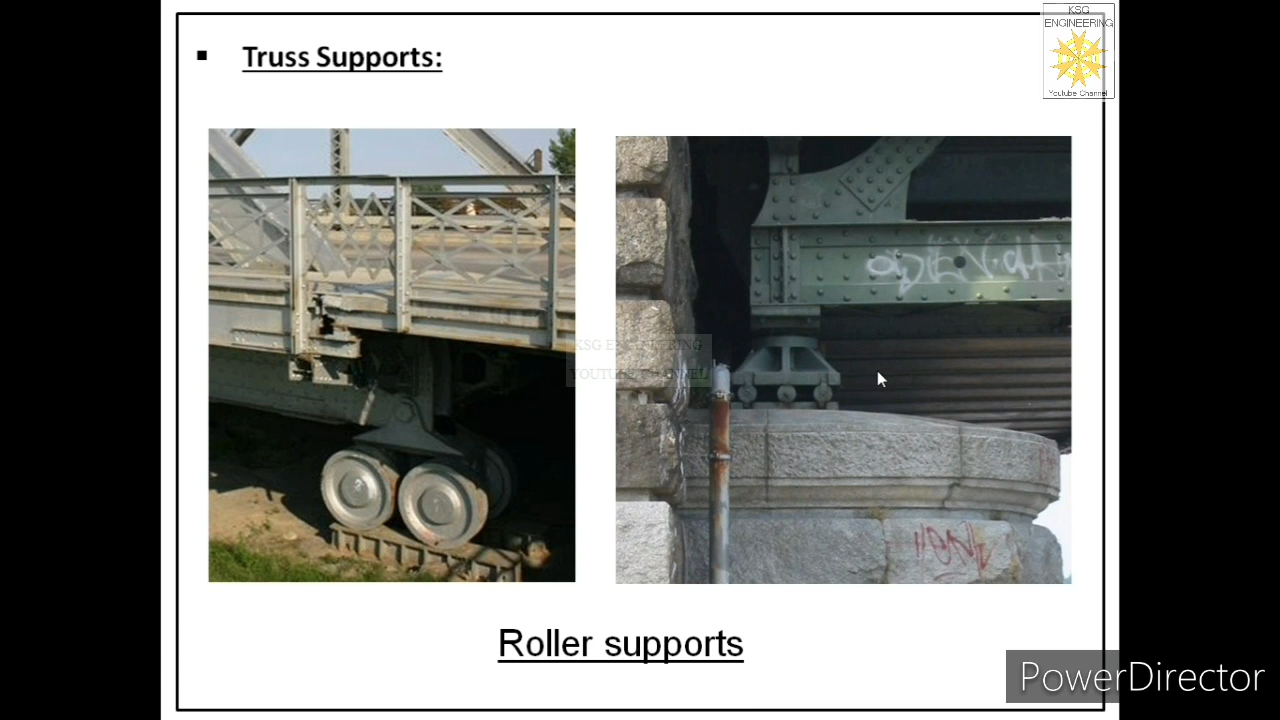 KSG
ENGINEERING
Youtube Channel
▪ Truss Supports:
KSG ENGINEERING
YOUTUBE CHANNEL
Roller supports
PowerDirector